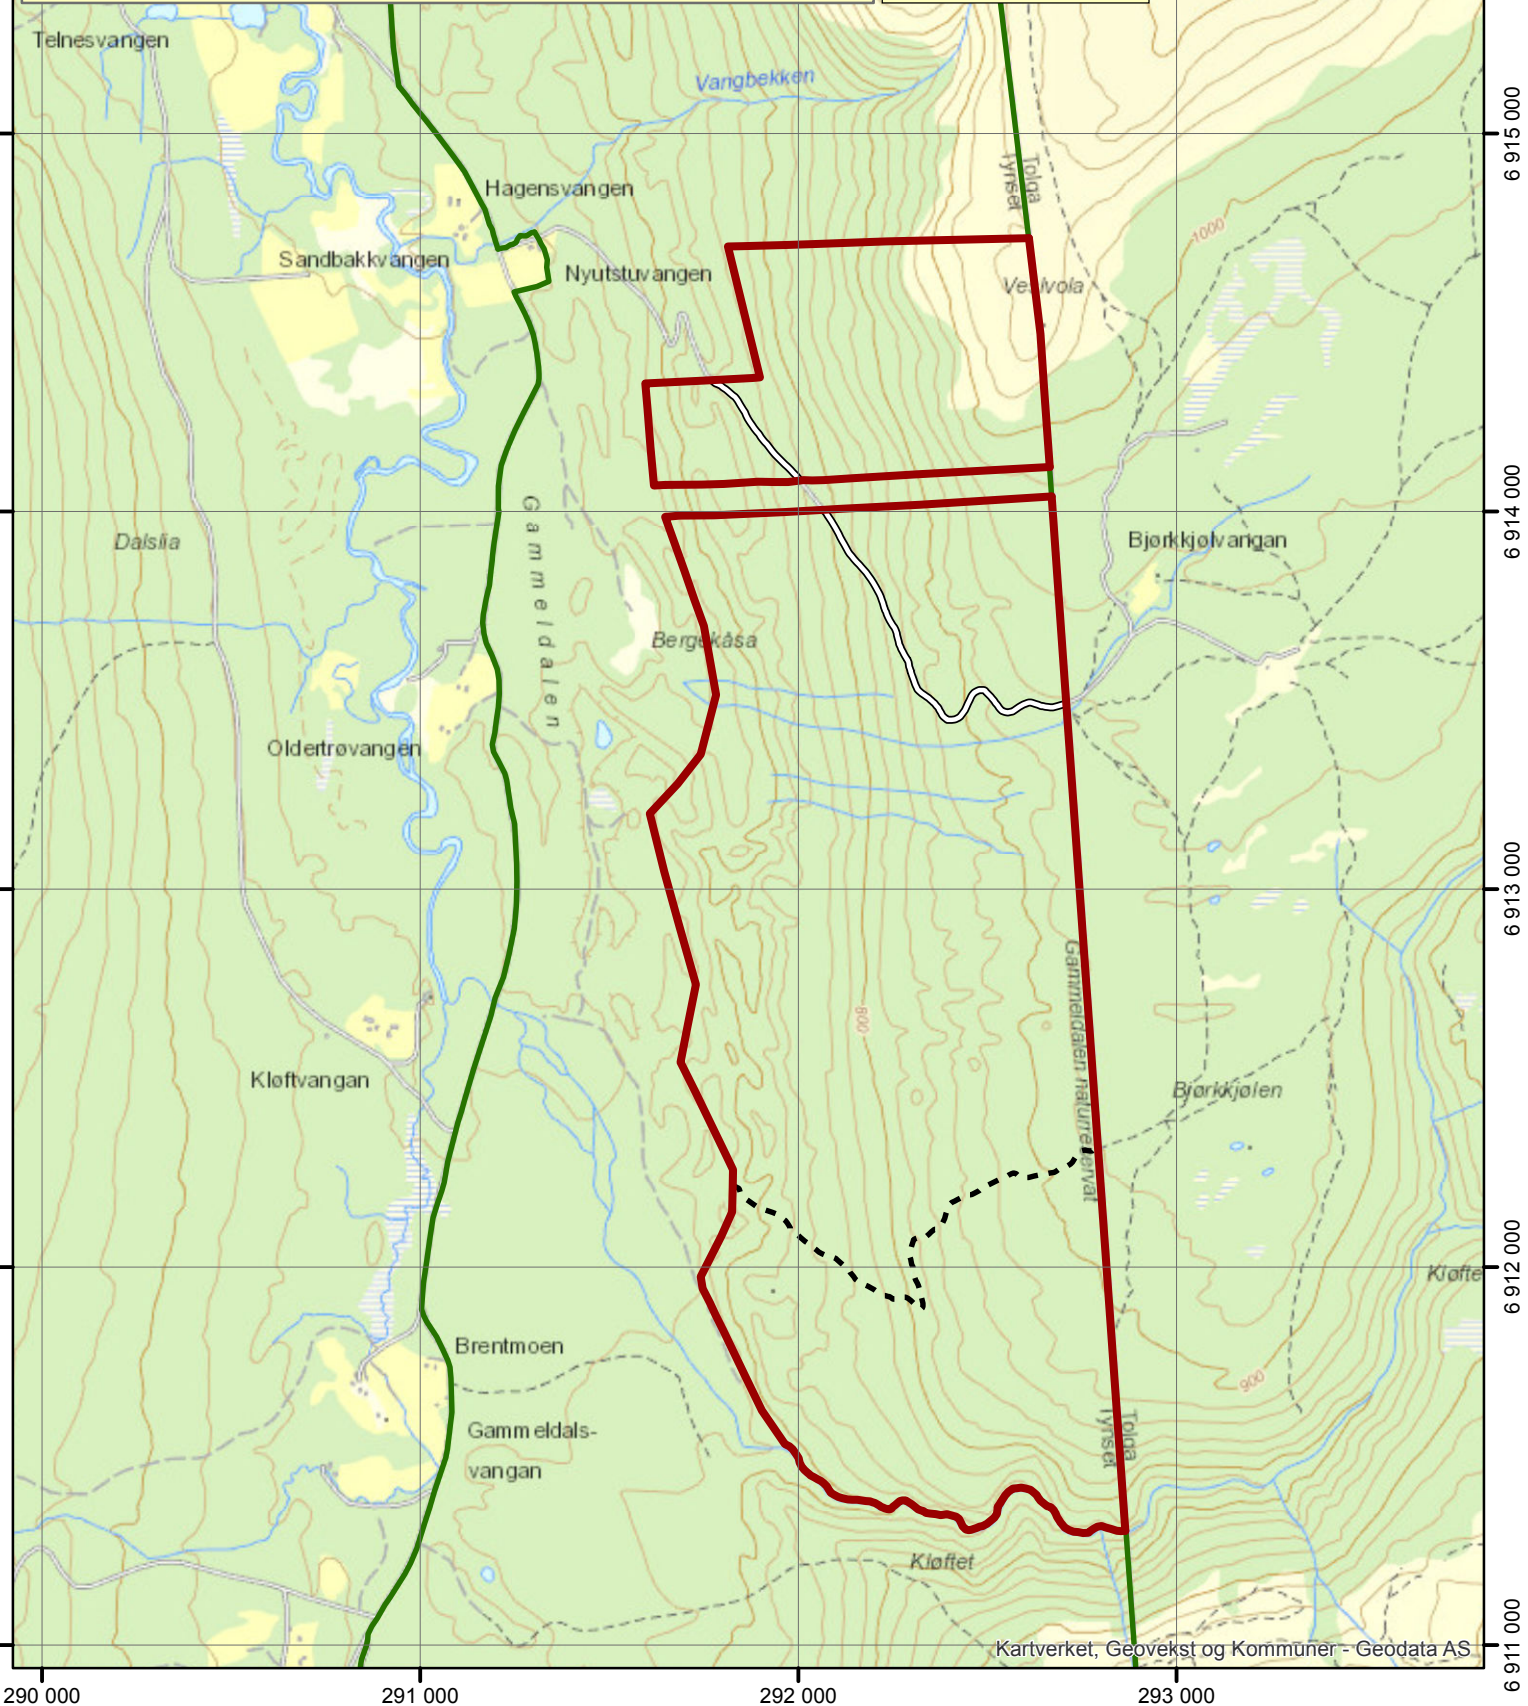 Telnesvangen
Vangbekken
6 915 000
Tolga
Tynset
Hagensvangen
1000
Sandbakkvangen
Nyutstuvangen
Vesivola
6 914 000
Dalslia
Gammeldalen
Bjørkkjølvangan
Bergekåsa
Oldertrøvangen
6 913 000
Gammeldalen naturreservat
800
Kløftvangan
Bjørkkjølen
6 912 000
Kløfte
Brentmoen
900
Tolga
Tynset
Gammeldals-
vangan
Kløftet
6 911 000
Kartverket, Geovekst og Kommuner - Geodata AS
290 000
291 000
292 000
293 000